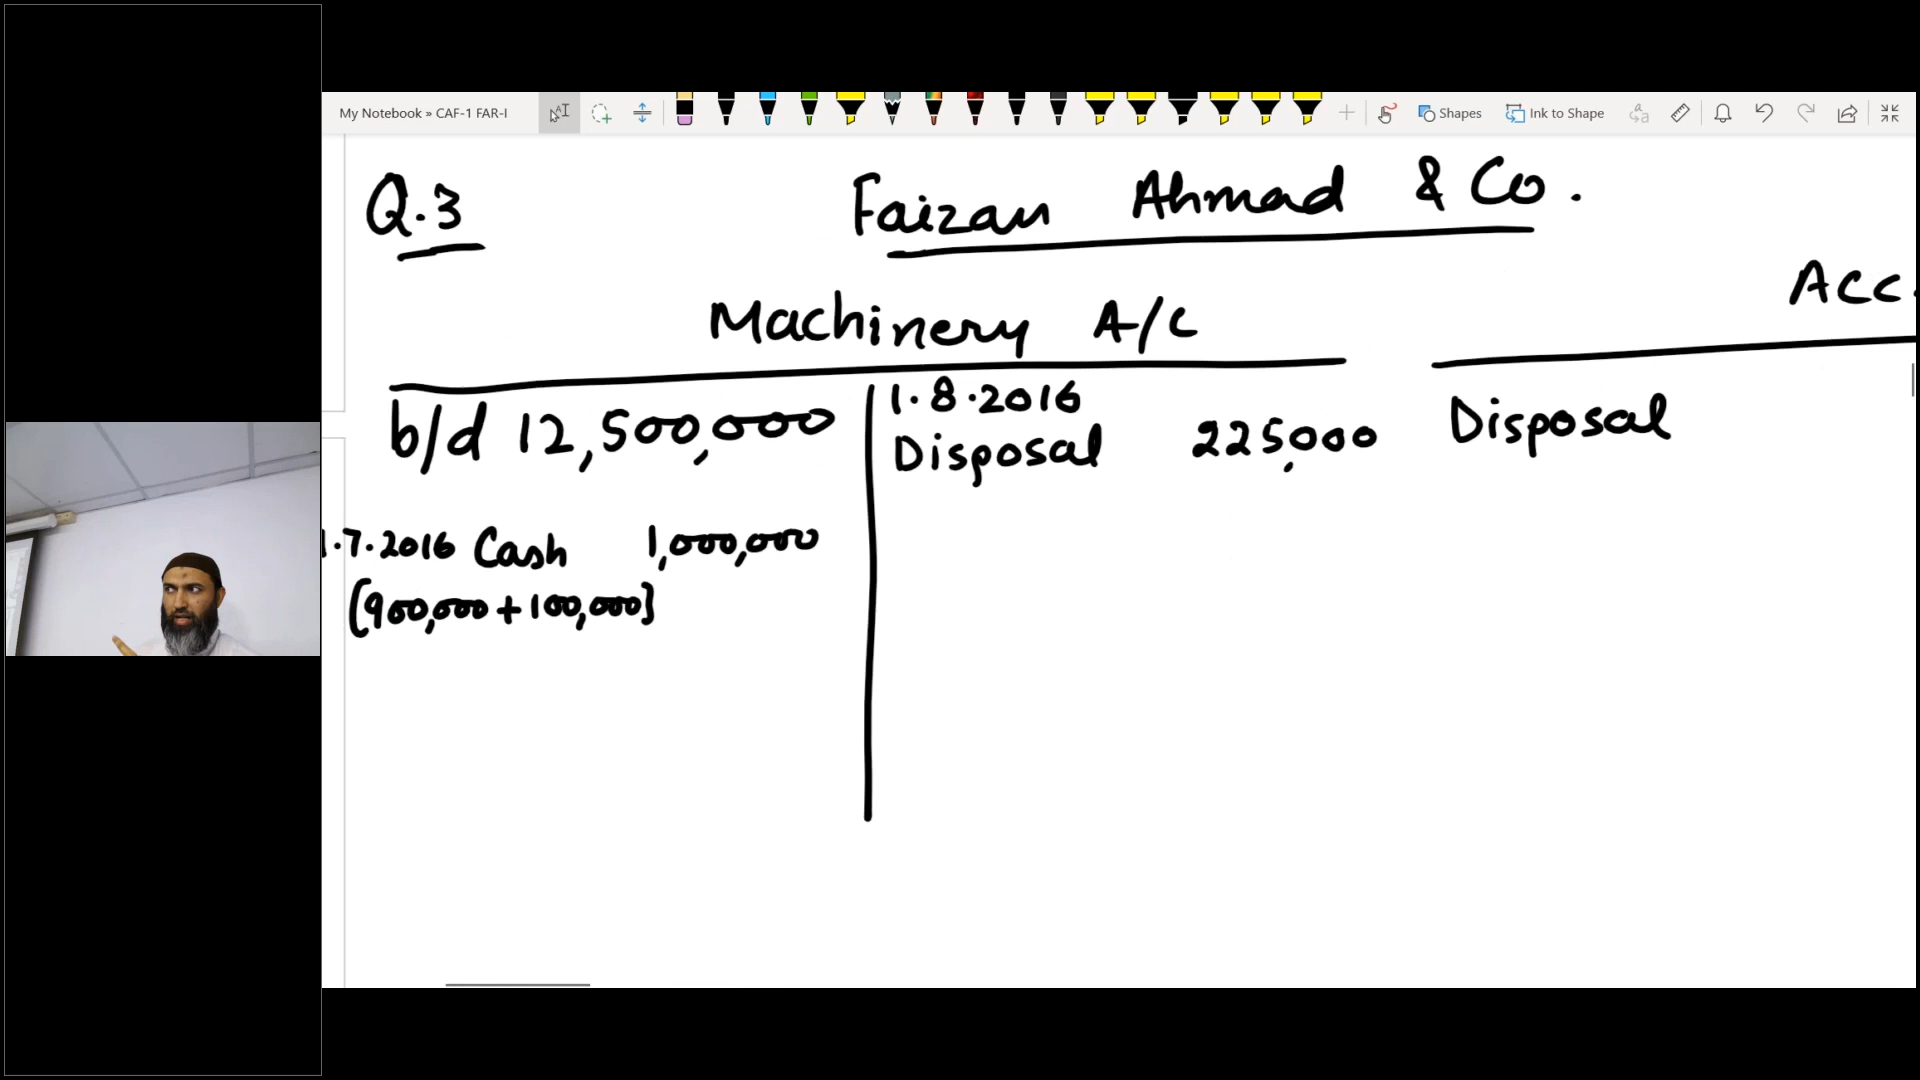 My Notebook » CAF-1 FAR-I
Shapes
Ink to Shape
Q.3
Faizan Ahmad & Co.
Machinery A/C
Acc.
b/d 12,500,000
1.8.2016
Disposal 225,000
Disposal
1.7.2016 Cash 1,000,000
[900,000 + 100,000]